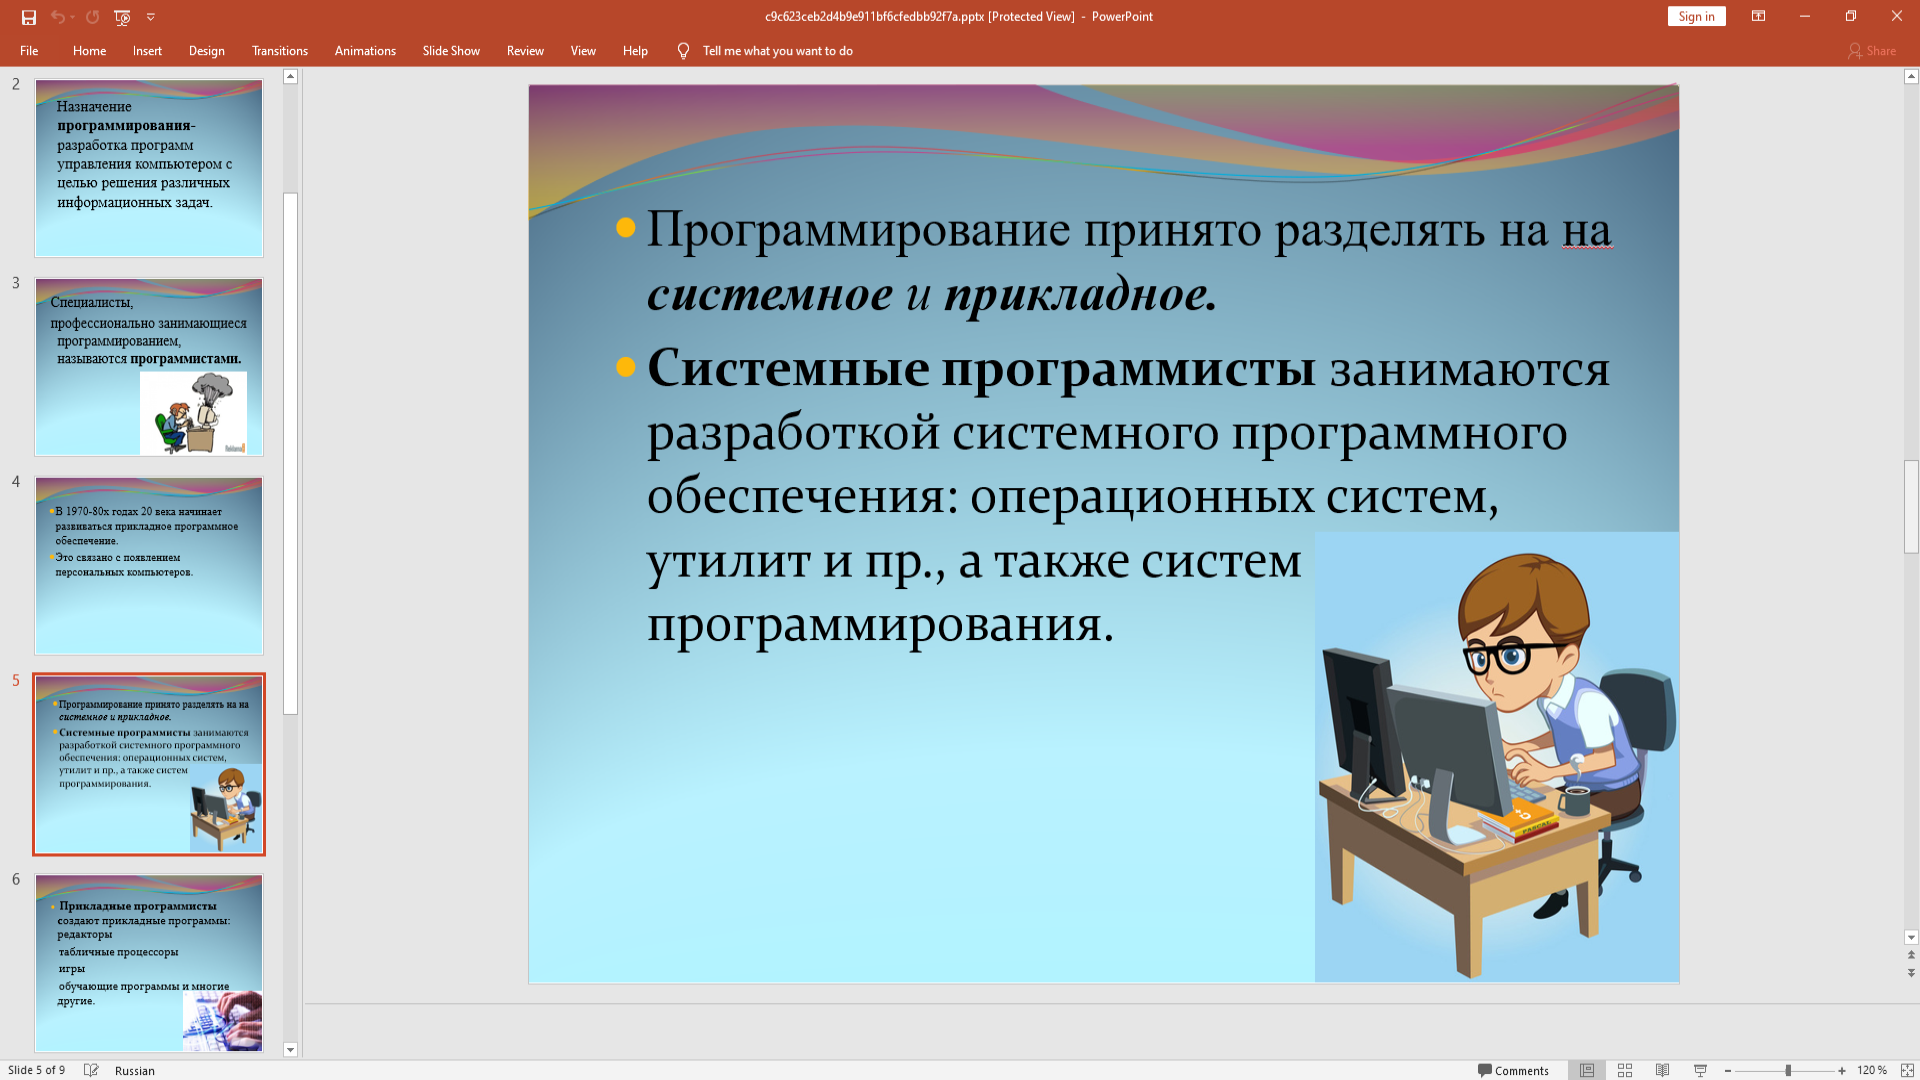 c9c623ceb2d4b9e911bf6cfedbb92f7a.pptx [Protected View] - PowerPoint
Sign in
File Home Insert Design Transitions Animations Slide Show Review View Help Tell me what you want to do Share
2
Назначение
программирования-
разработка программ
управления компьютером с
целью решения различных
информационных задач.
3
Специалисты,
профессионально занимающиеся
программированием,
называются программистами.
4
В 1970-80х годах 20 века начинает
развиваться прикладное программное
обеспечение.
Это связано с появлением
персональных компьютеров.
5
Программирование принято разделять на на
системное и прикладное.
Системные программисты занимаются
разработкой системного программного
обеспечения: операционных систем,
утилит и пр., а также систем
программирования.
6
Прикладные программисты
создают прикладные программы:
редакторы
табличные процессоры
игры
обучающие программы и многие
другие.
Программирование принято разделять на на
системное и прикладное.
Системные программисты занимаются
разработкой системного программного
обеспечения: операционных систем,
утилит и пр., а также систем
программирования.
PASCAL
Slide 5 of 9 Russian Comments 120 %